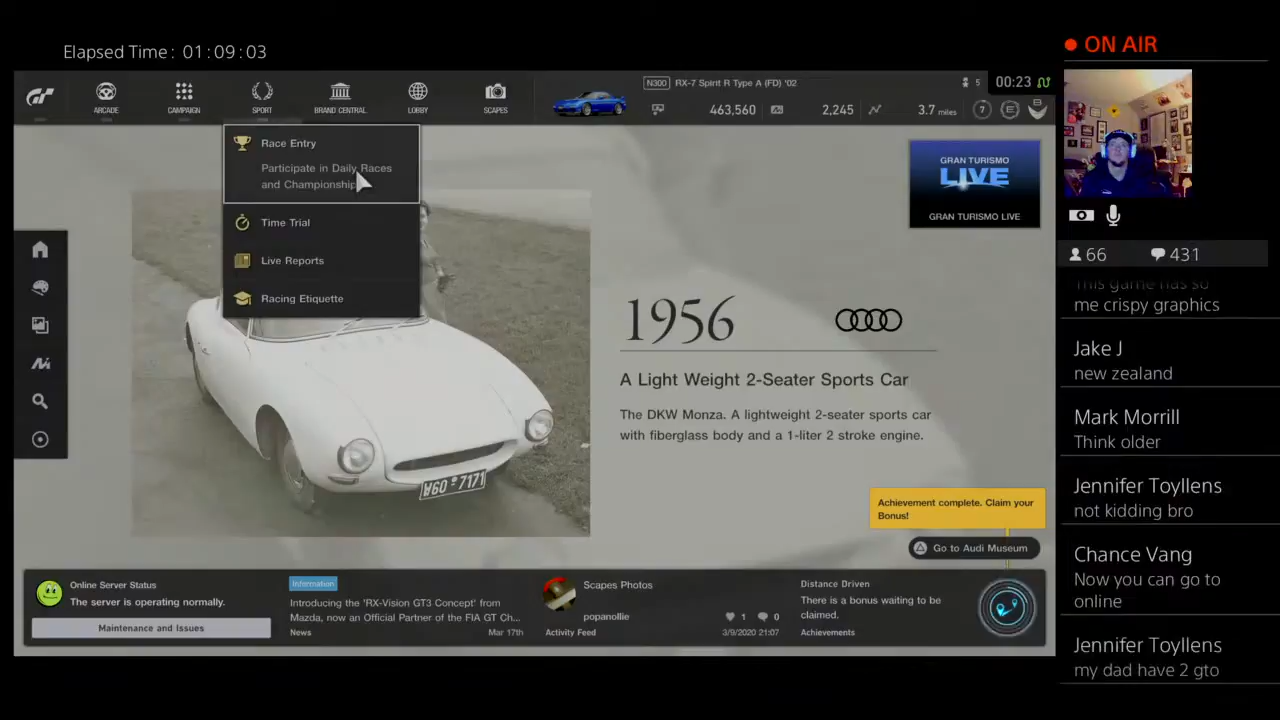 Elapsed Time: 01:09:03
ON AIR
ARCADE
CAMPAIGN
SPORT
BRAND CENTRAL
LOBBY
SCAPES
N300 RX-7 Spirit R Type A (FD) '02
463,560
2,245
3.7 miles
5
00:23
7
E
B
Race Entry
Participate in Daily Races
and Championship
Time Trial
Live Reports
Racing Etiquette
GRAN TURISMO
LIVE
GRAN TURISMO LIVE
1956
A Light Weight 2-Seater Sports Car
The DKW Monza. A lightweight 2-seater sports car
with fiberglass body and a 1-liter 2 stroke engine.
W60 7171
Achievement complete. Claim your
Bonus!
Go to Audi Museum
Online Server Status
The server is operating normally.
Maintenance and Issues
Information
Introducing the 'RX-Vision GT3 Concept' from
Mazda, now an Official Partner of the FIA GT Ch...
News
Mar 17th
Scapes Photos
popanollie
1
0
Activity Feed
3/9/2020 21:07
Distance Driven
There is a bonus waiting to be
claimed.
Achievements
66
431
This game has so
me crispy graphics
Jake J
new zealand
Mark Morrill
Think older
Jennifer Toyllens
not kidding bro
Chance Vang
Now you can go to
online
Jennifer Toyllens
my dad have 2 gto